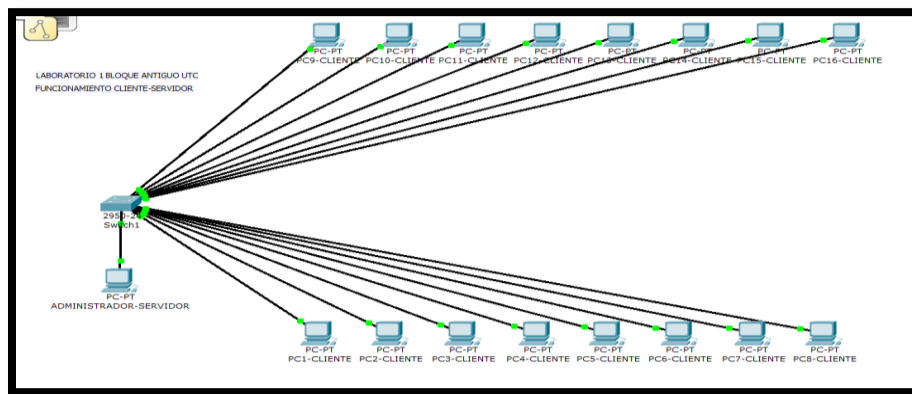 PC-PT PC-PT PC-PT PC-PT PC-PT PC-PT PC-PT PC-PT
PC9-CLIENTE PC10-CLIENTE PC11-CLIENTE PC12-CLIENTE PC13-CLIENTE PC14-CLIENTE PC15-CLIENTE PC16-CLIENTE
LABORATORIO 1 BLOQUE ANTIGUO UTC
FUNCIONAMIENTO CLIENTE-SERVIDOR
Switch1
PC-PT
ADMINISTRADOR-SERVIDOR
PC-PT PC-PT PC-PT PC-PT PC-PT PC-PT PC-PT PC-PT
PC1-CLIENTE PC2-CLIENTE PC3-CLIENTE PC4-CLIENTE PC5-CLIENTE PC6-CLIENTE PC7-CLIENTE PC8-CLIENTE